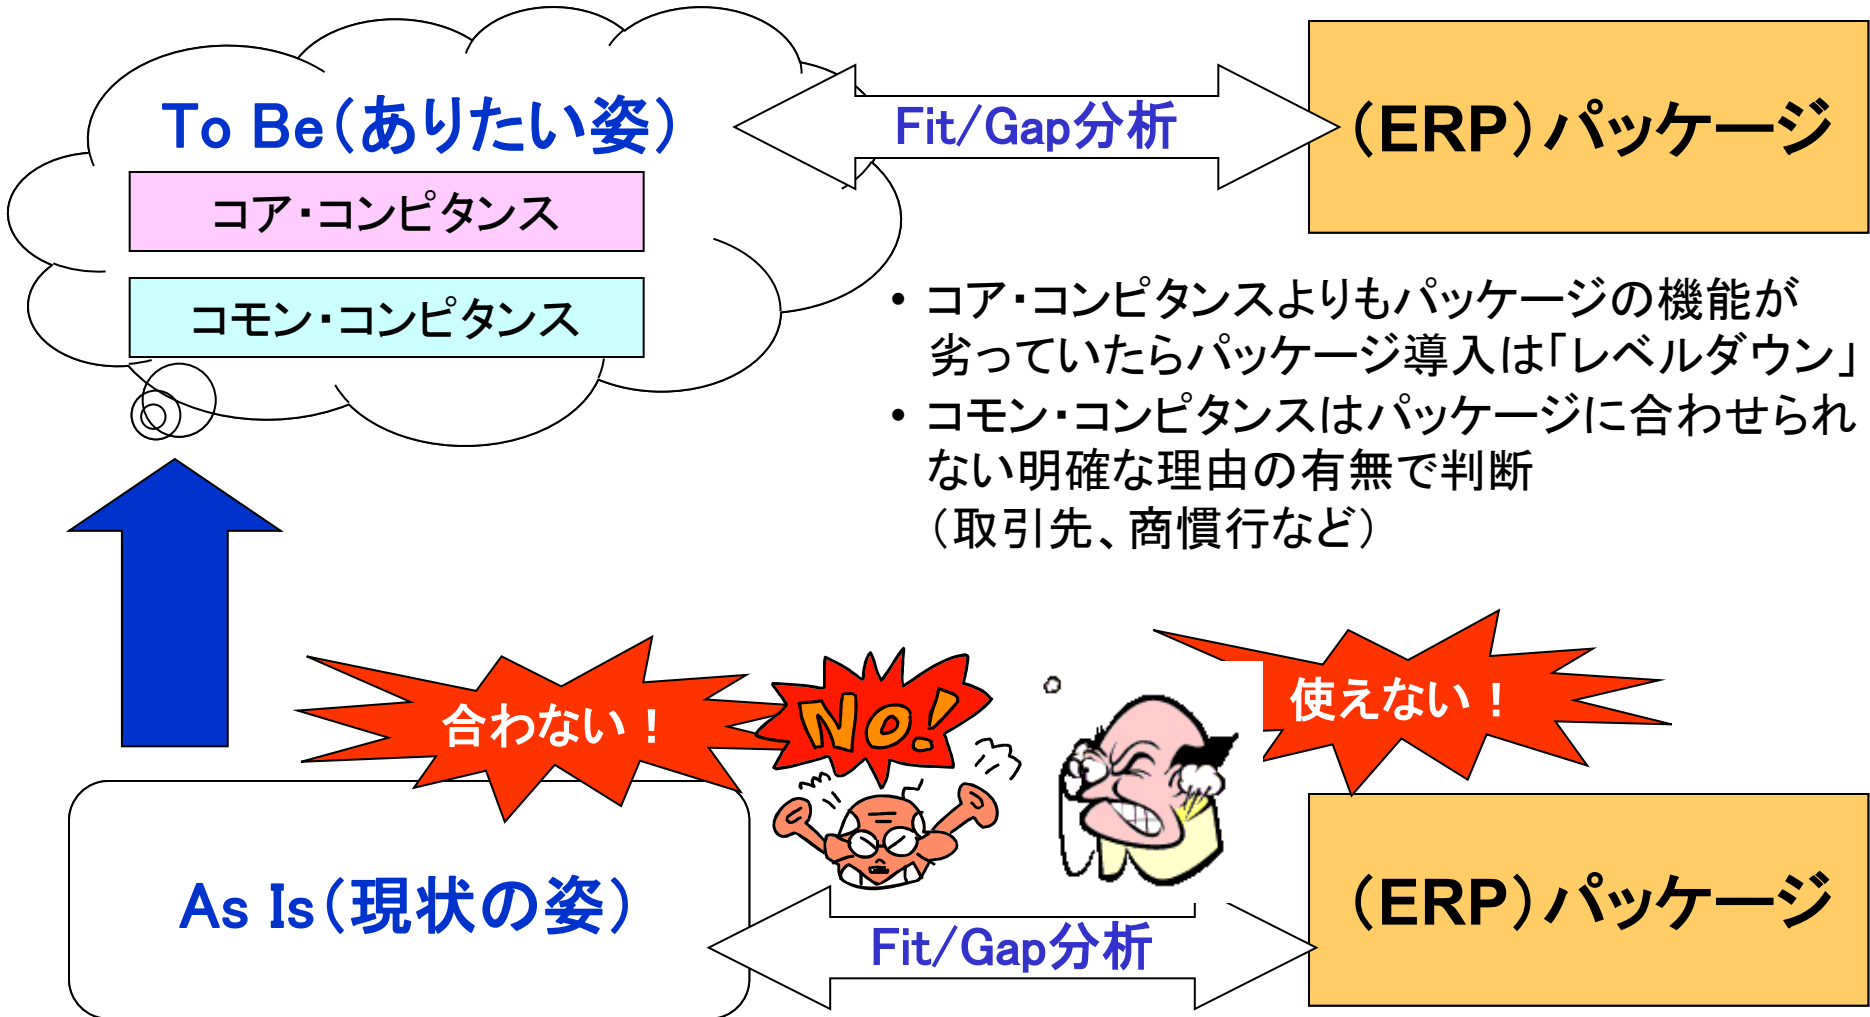 To Be(ありたい姿)
Fit/Gap分析
(ERP)パッケージ
コア・コンピタンス
コモン・コンピタンス
• コア・コンピタンスよりもパッケージの機能が
劣っていたらパッケージ導入は「レベルダウン」
• コモン・コンピタンスはパッケージに合わせられ
ない明確な理由の有無で判断
(取引先、商慣行など)
合わない!
No!
使えない!
As Is(現状の姿)
Fit/Gap分析
(ERP)パッケージ